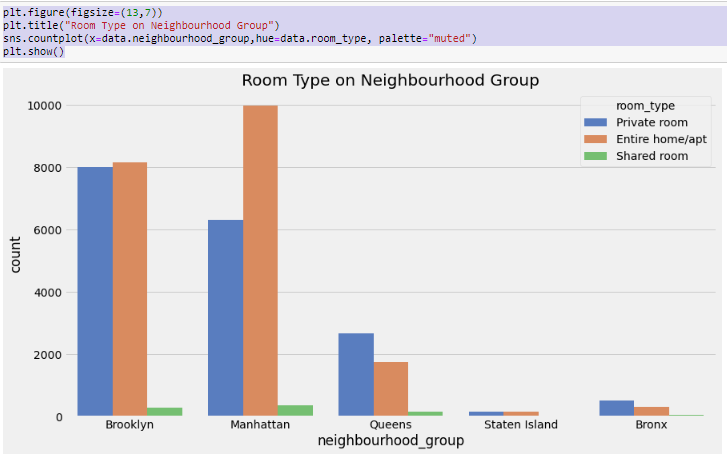 plt.figure(figsize=(13,7))
plt.title("Room Type on Neighbourhood Group")
sns.countplot(x=data.neighbourhood_group,hue=data.room_type, palette="muted")
plt.show()
Room Type on Neighbourhood Group
room_type
Private room
Entire home/apt
Shared room
count
10000
8000
6000
4000
2000
0
Brooklyn Manhattan Queens Staten Island Bronx
neighbourhood_group